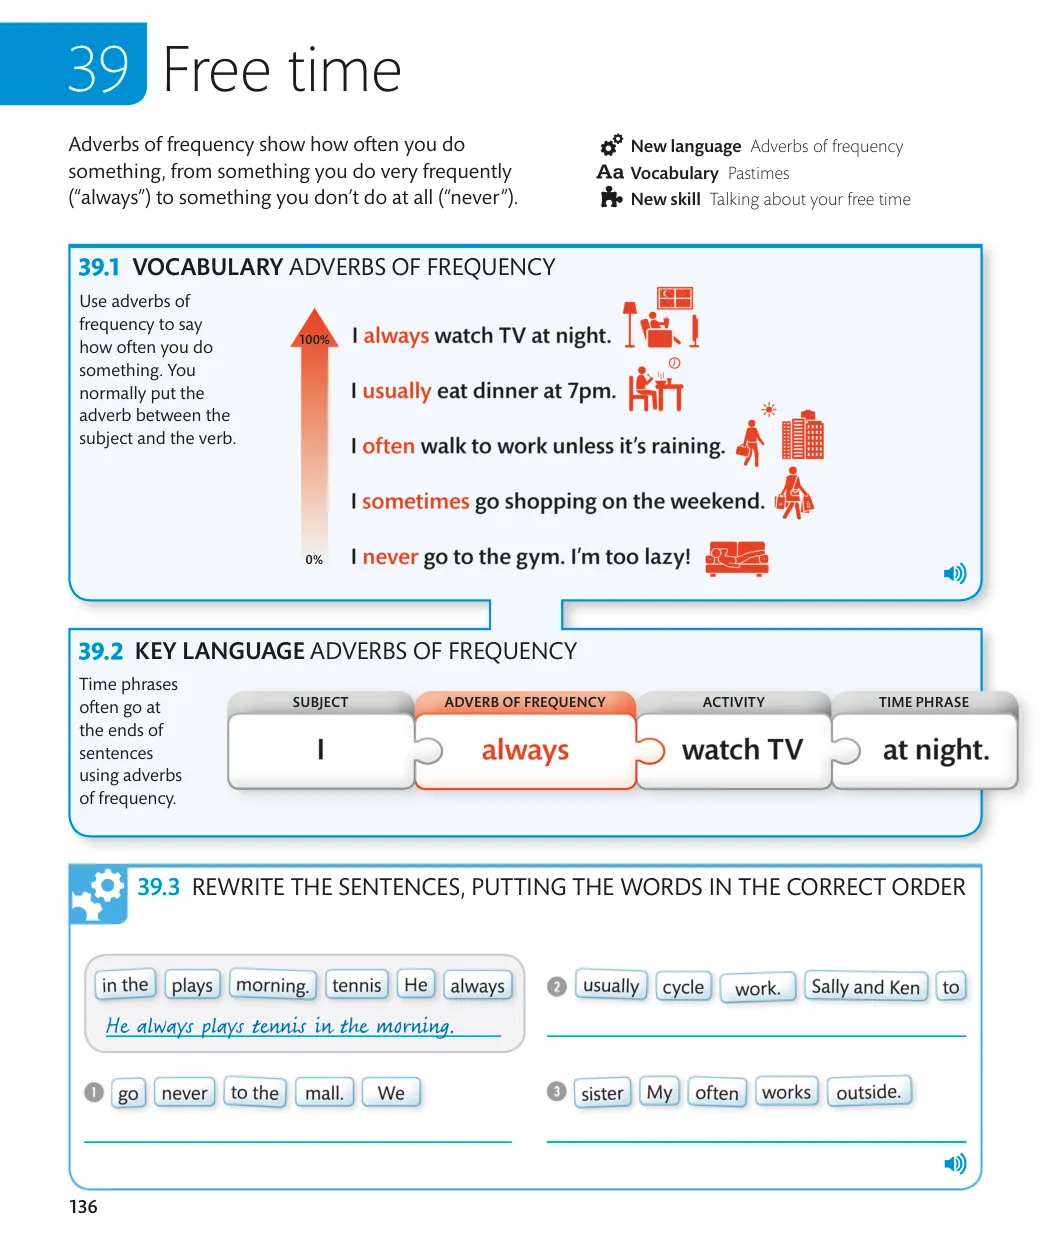 39 Free time
Adverbs of frequency show how often you do
something, from something you do very frequently
(“always”) to something you don’t do at all (“never”).
New language Adverbs of frequency
Aa Vocabulary Pastimes
New skill Talking about your free time
39.1 VOCABULARY ADVERBS OF FREQUENCY
Use adverbs of
frequency to say
how often you do
something. You
normally put the
adverb between the
subject and the verb.
100%
I always watch TV at night.
I usually eat dinner at 7pm.
I often walk to work unless it’s raining.
I sometimes go shopping on the weekend.
0%
I never go to the gym. I’m too lazy!
39.2 KEY LANGUAGE ADVERBS OF FREQUENCY
Time phrases
often go at
the ends of
sentences
using adverbs
of frequency.
SUBJECT ADVERB OF FREQUENCY ACTIVITY TIME PHRASE
I always watch TV at night.
39.3 REWRITE THE SENTENCES, PUTTING THE WORDS IN THE CORRECT ORDER
in the plays morning. tennis He always
He always plays tennis in the morning.
1 go never to the mall. We
2 usually cycle work. Sally and Ken to
3 sister My often works outside.
136